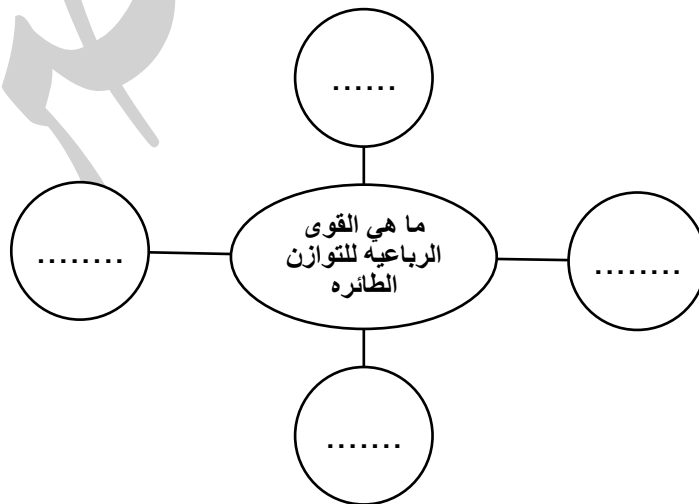 ......
ما هي القوى
الرباعيه للتوازن
الطائره
........
........
.......